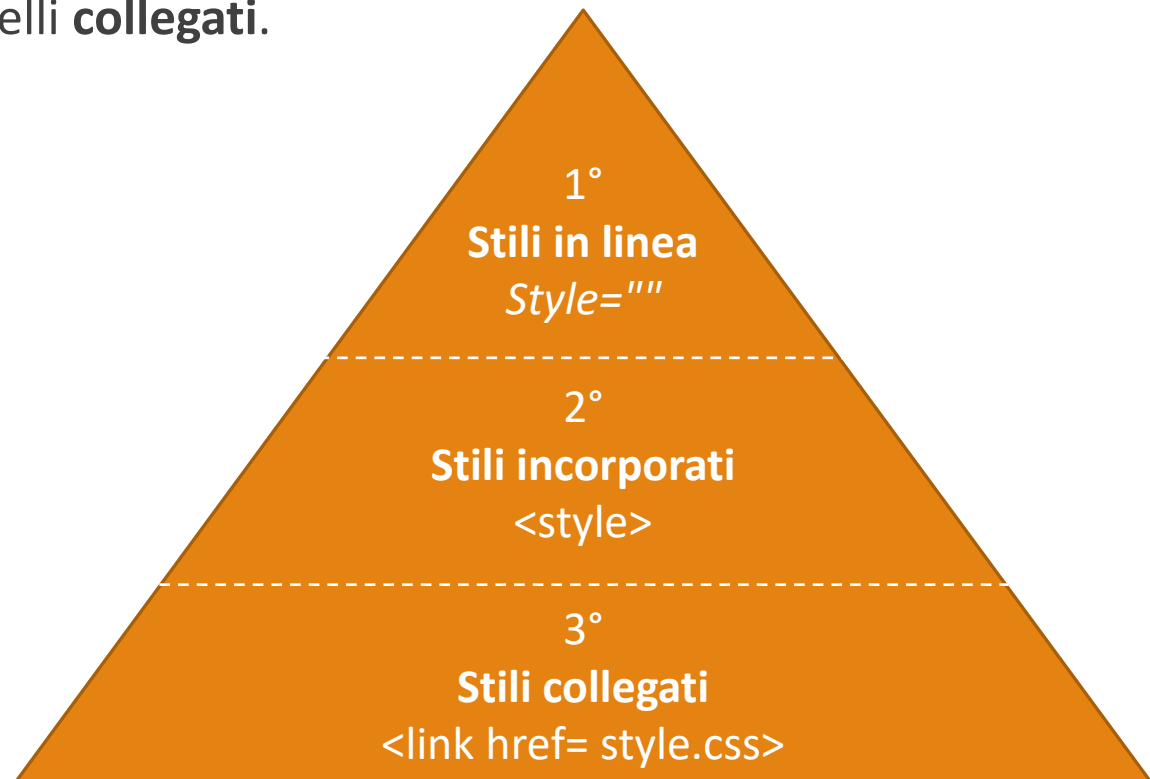 elli collegati.
1°
Stili in linea
Style=""
2°
Stili incorporati
<style>
3°
Stili collegati
<link href= style.css>